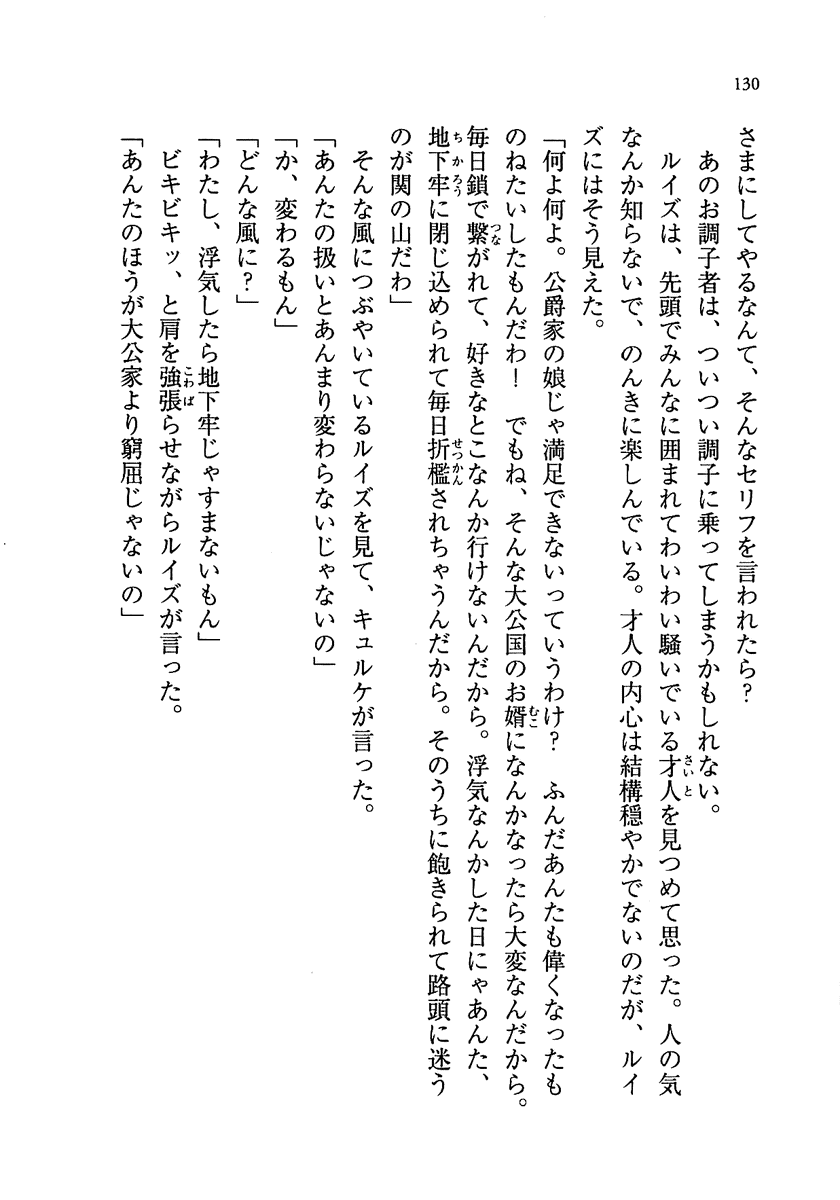 130
さまにしてやるなんて、そんなセリフを言われたら?
あのお調子者は、ついつい調子に乗ってしまうかもしれない。
ルイズは、先頭でみんなに囲まれてわいわい騒いでいる才人を見つめて思った。人の気
なんか知らないで、のんきに楽しんでいる。才人の内心は結構穏やかでないのだが、ルイ
ズにはそう見えた。
「何よ何よ。公爵家の娘じゃ満足できないっていうわけ? ふんだあんたも偉くなったも
のねたいしたもんだわ! でもね、そんな大公国のお婿になんかなったら大変なんだから。
毎日鎖で繋がれて、好きなとこなんか行けないんだから。浮気なんかした日にゃあんた、
地下牢に閉じ込められて毎日折檻されちゃうんだから。そのうちに飽きられて路頭に迷う
のが関の山だわ」
そんな風につぶやいているルイズを見て、キュルケが言った。
「あんたの扱いとあんまり変わらないじゃないの」
「か、変わるもん」
「どんな風に?」
「わたし、浮気したら地下牢じゃすまないもん」
ビキビキッ、と肩を強張らせながらルイズが言った。
「あんたのほうが大公家より窮屈じゃないの」